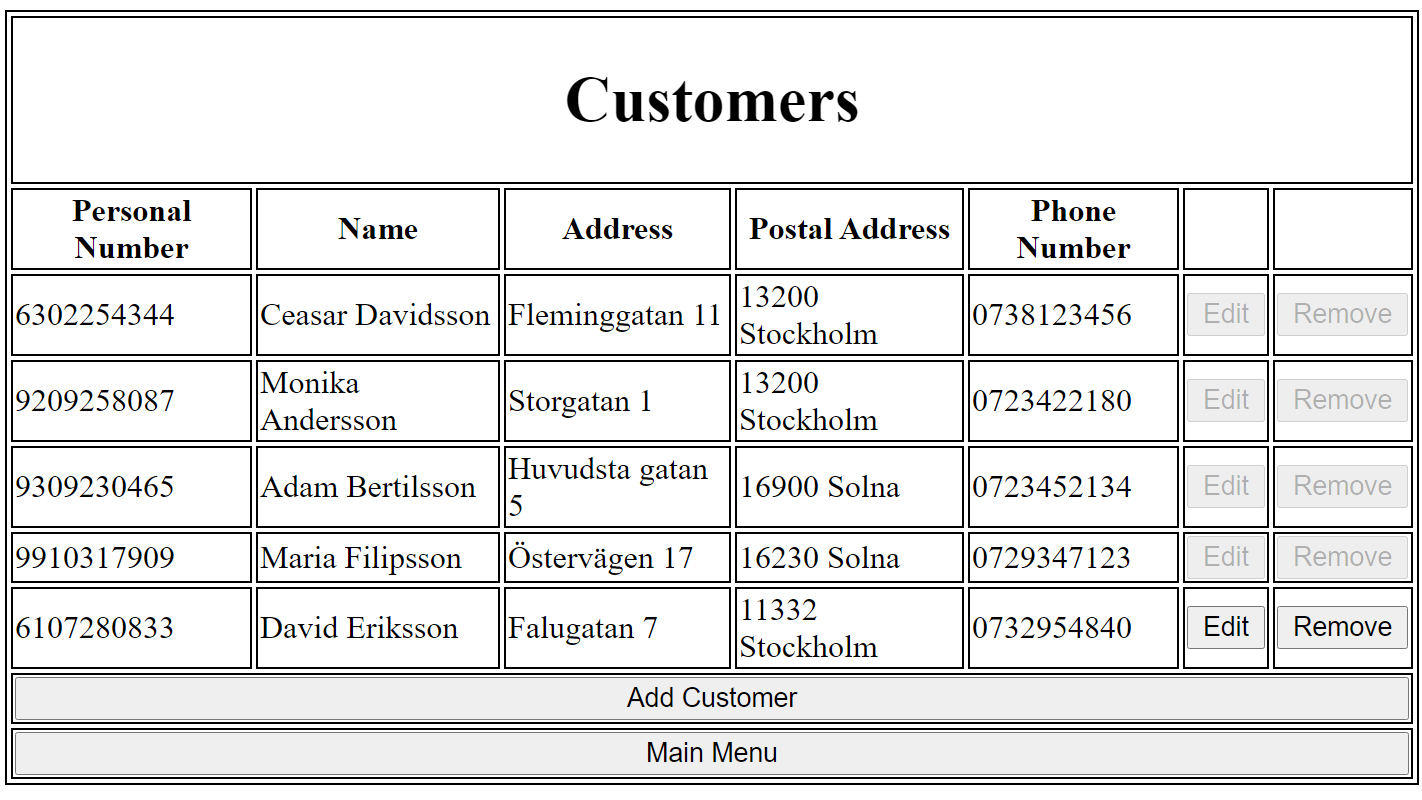 Customers
Personal Number Name Address Postal Address Phone Number
6302254344 Ceasar Davidsson Fleminggatan 11 13200 Stockholm 0738123456 Edit Remove
9209258087 Monika Andersson Storgatan 1 13200 Stockholm 0723422180 Edit Remove
9309230465 Adam Bertilsson Huvudsta gatan 5 16900 Solna 0723452134 Edit Remove
9910317909 Maria Filipsson Östervägen 17 16230 Solna 0729347123 Edit Remove
6107280833 David Eriksson Falugatan 7 11332 Stockholm 0732954840 Edit Remove
Add Customer
Main Menu